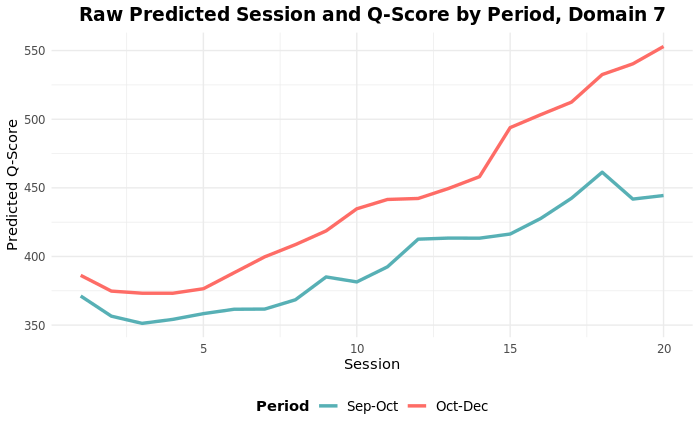 Raw Predicted Session and Q-Score by Period, Domain 7
Predicted Q-Score
550
500
450
400
350
5
10
15
20
Session
Period
Sep-Oct
Oct-Dec